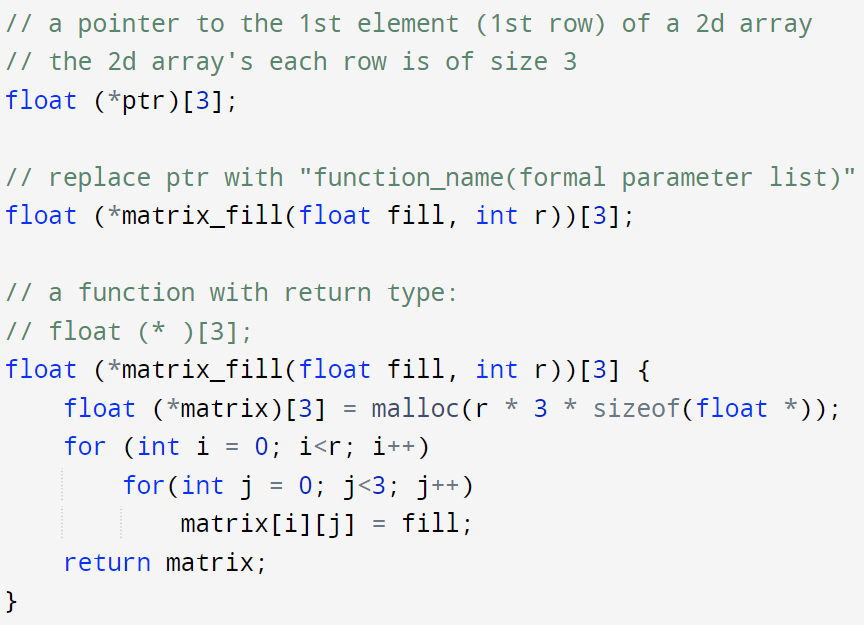 // a pointer to the 1st element (1st row) of a 2d array
// the 2d array's each row is of size 3
float (*ptr)[3];
// replace ptr with "function_name(formal parameter list)"
float (*matrix_fill(float fill, int r))[3];
// a function with return type:
// float (* )[3];
float (*matrix_fill(float fill, int r))[3] {
    float (*matrix)[3] = malloc(r * 3 * sizeof(float *));
    for (int i = 0; i<r; i++)
        for(int j = 0; j<3; j++)
            matrix[i][j] = fill;
    return matrix;
}